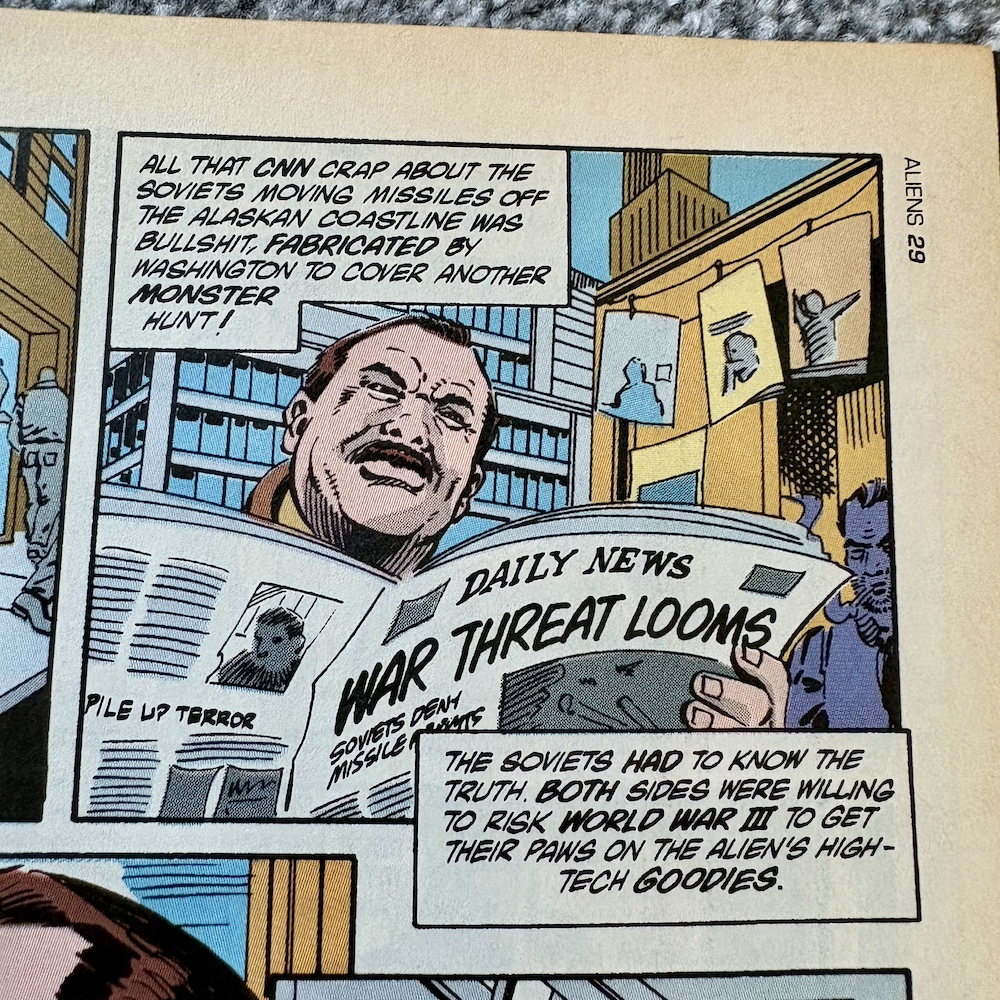 ALL THAT CNN CRAP ABOUT THE
SOVIETS MOVING MISSILES OFF
THE ALASKAN COASTLINE WAS
BULLSHIT, FABRICATED BY
WASHINGTON TO COVER ANOTHER
MONSTER
HUNT!
ALIENS 29
DAILY NEWS
WAR THREAT LOOMS
SOVIETS DENY
MISSILE
PILE UP TERROR
THE SOVIETS HAD TO KNOW THE
TRUTH. BOTH SIDES WERE WILLING
TO RISK WORLD WAR III TO GET
THEIR PAWS ON THE ALIEN'S HIGH-
TECH GOODIES.